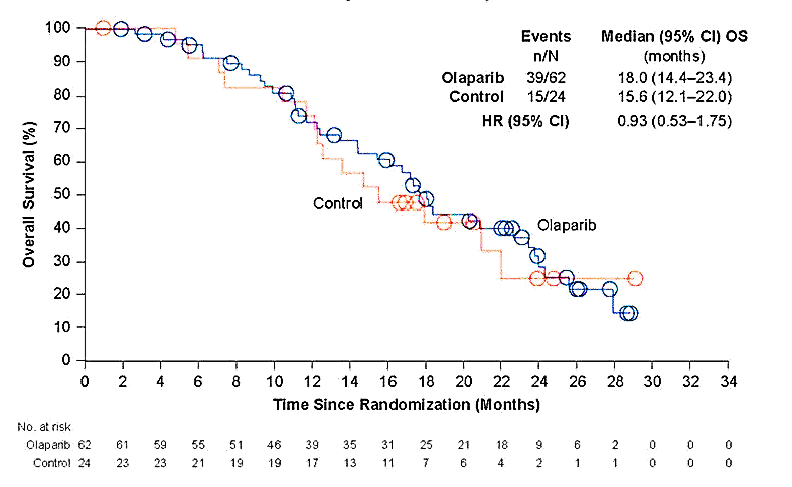 Events Median (95% CI) OS
n/N (months)
Olaparib 39/62 18.0 (14.4–23.4)
Control 15/24 15.6 (12.1–22.0)
HR (95% CI) 0.93 (0.53–1.75)
Overall Survival (%)
100
90
80
70
60
50
40
30
20
10
0
Control
Olaparib
0 2 4 6 8 10 12 14 16 18 20 22 24 26 28 30 32 34
Time Since Randomization (Months)
No. at risk
Olaparib 62 61 59 55 51 46 39 35 31 25 21 18 9 6 2 0 0 0
Control 24 23 23 21 19 19 17 13 11 7 6 4 2 1 1 0 0 0